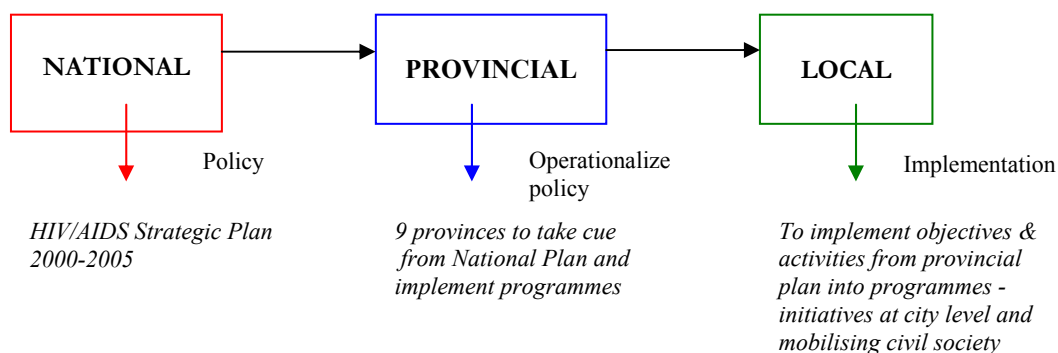 NATIONAL
PROVINCIAL
LOCAL
Policy
Operationalize
policy
Implementation
HIV/AIDS Strategic Plan
2000-2005
9 provinces to take cue
from National Plan and
implement programmes
To implement objectives &
activities from provincial
plan into programmes -
initiatives at city level and
mobilising civil society